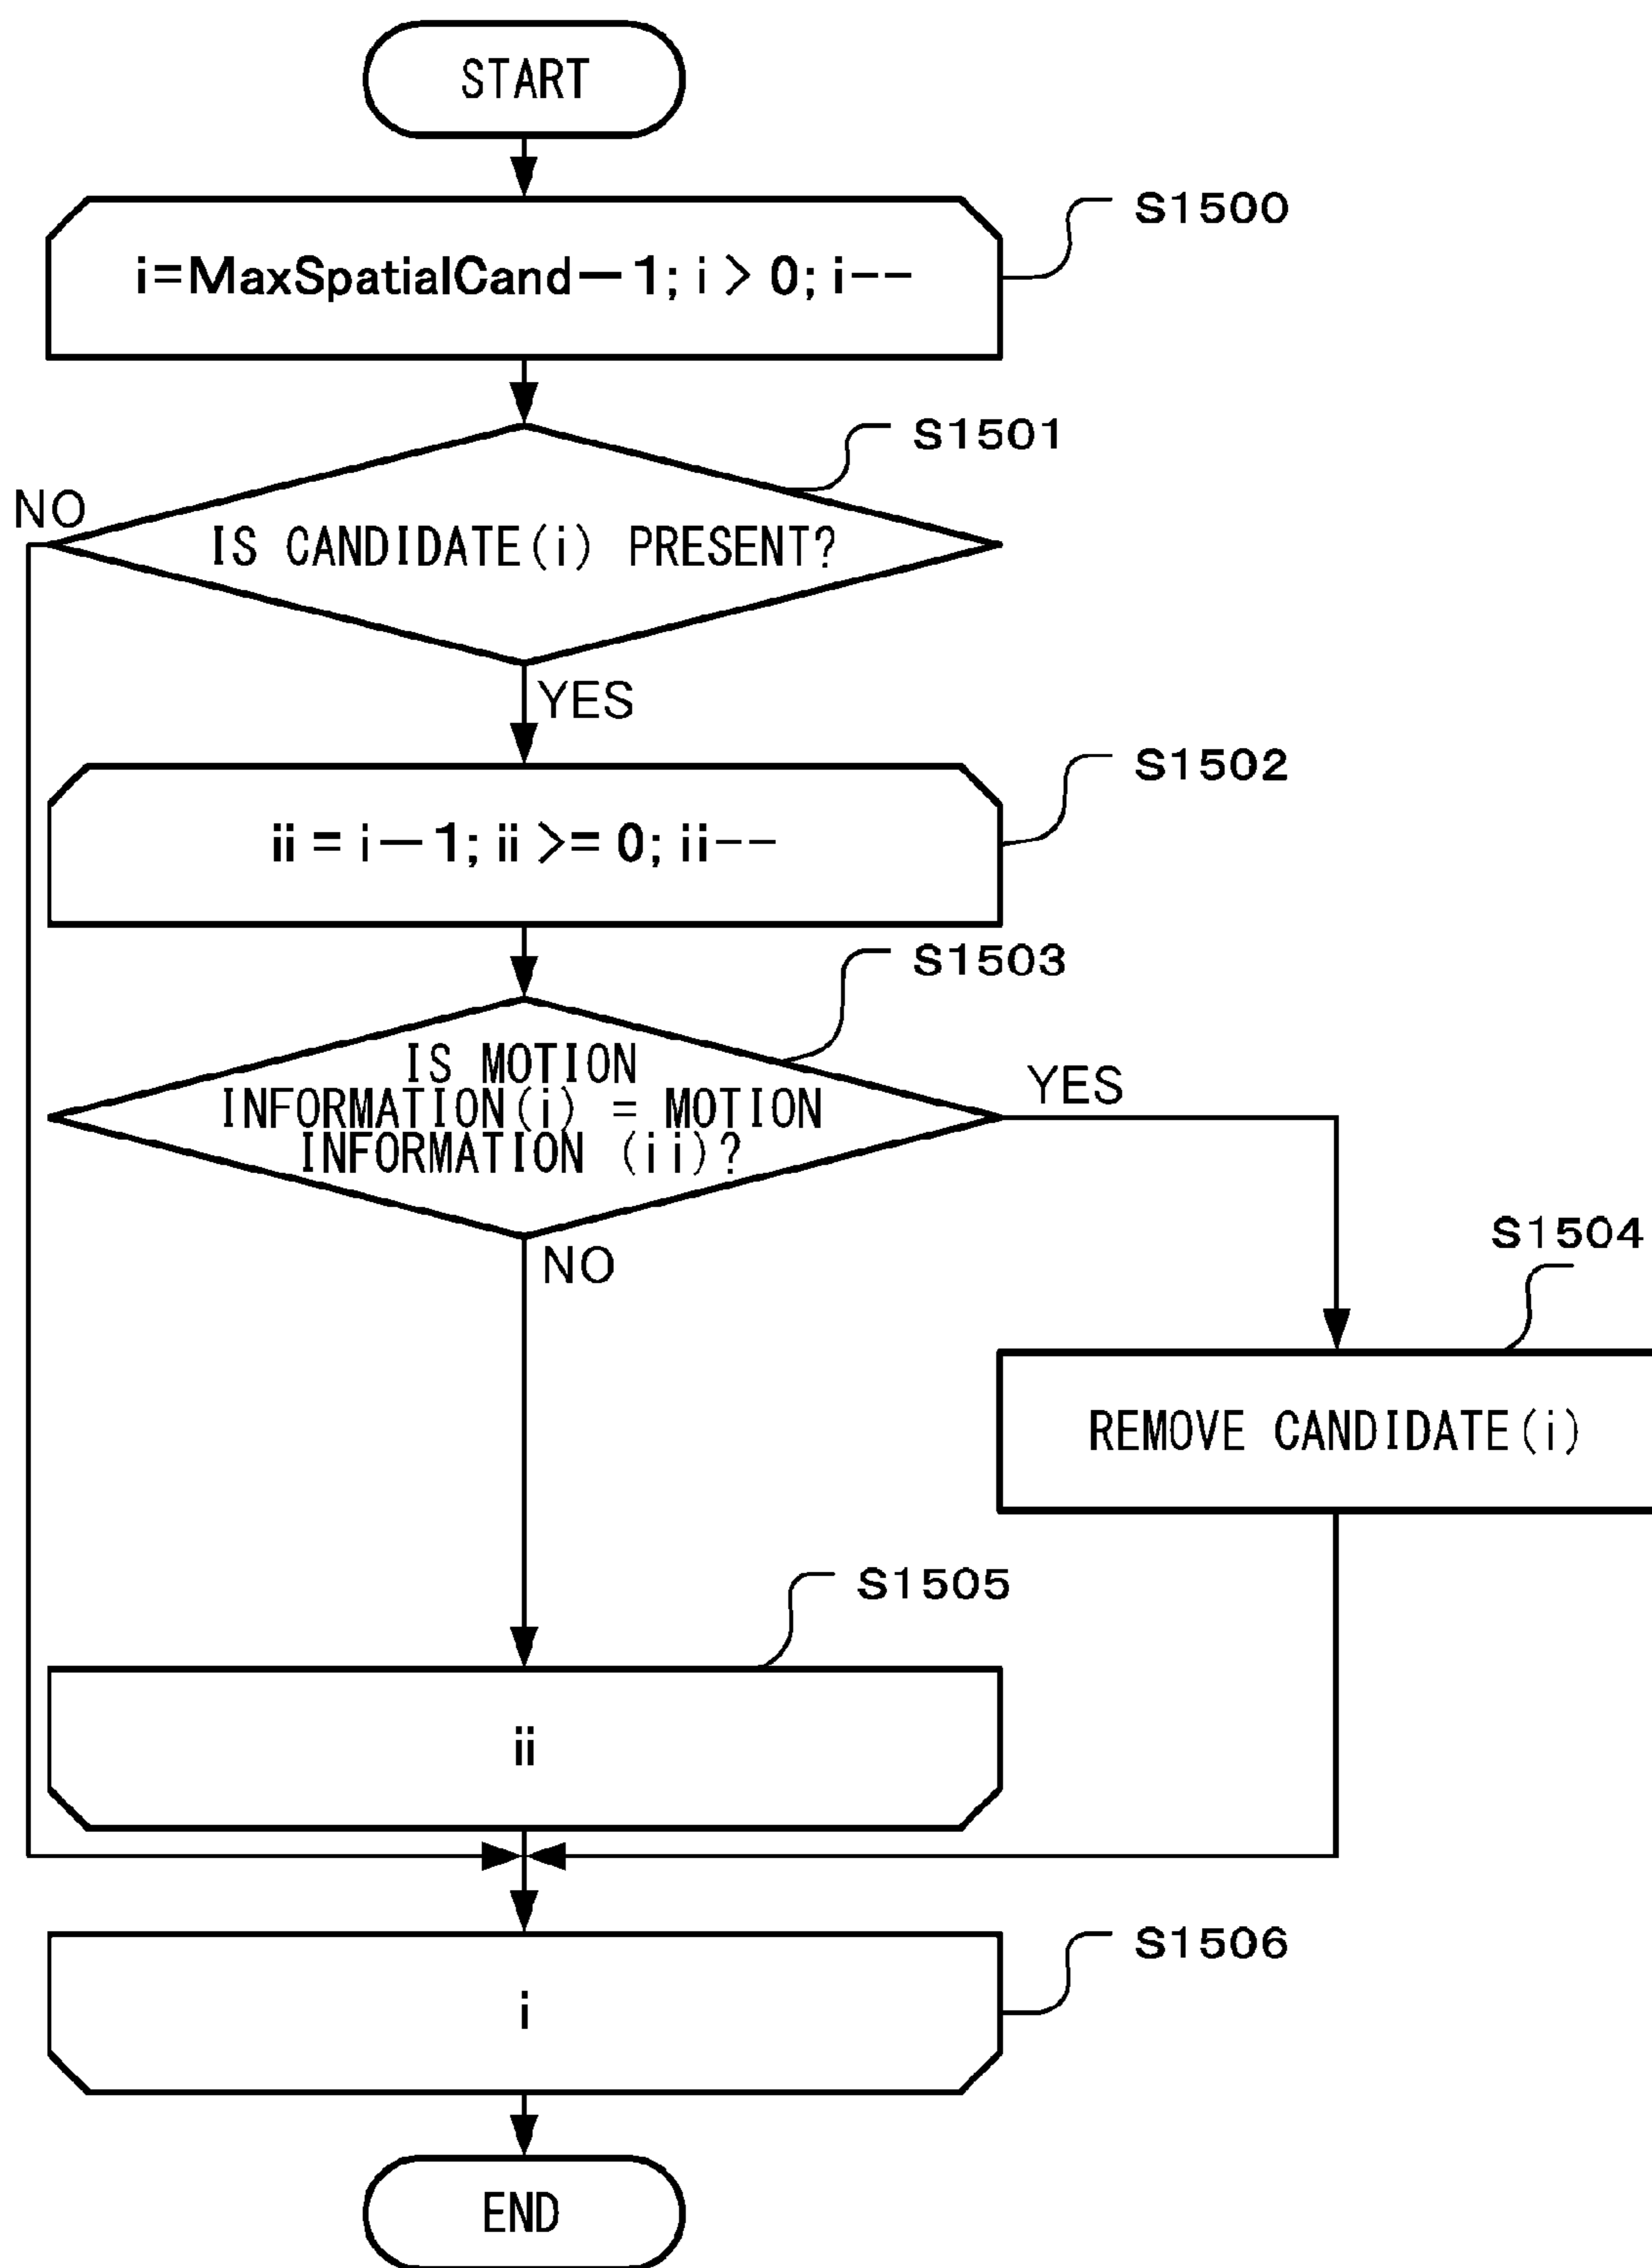 START
S1500
i=MaxSpatialCand－1; i > 0; i--
S1501
NO
IS CANDIDATE(i) PRESENT?
YES
S1502
ii = i－1; ii >= 0; ii--
S1503
IS MOTION
INFORMATION(i) = MOTION
INFORMATION (ii)?
YES
NO
S1504
REMOVE CANDIDATE(i)
S1505
ii
S1506
i
END